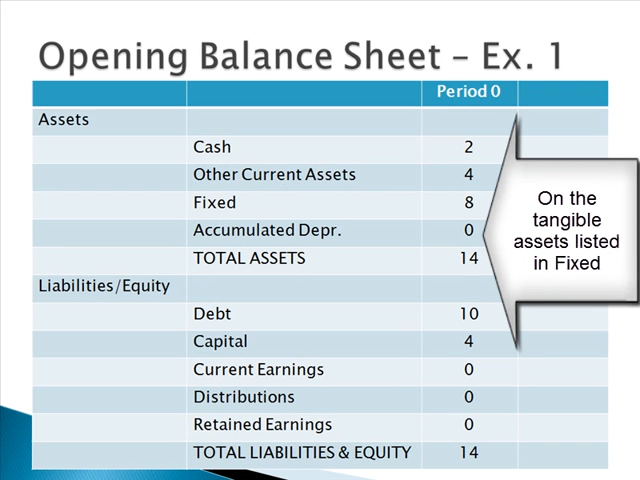 Opening Balance Sheet – Ex. 1
Period 0
Assets
Cash 2
Other Current Assets 4
Fixed 8
Accumulated Depr. 0
TOTAL ASSETS 14
Liabilities/Equity
Debt 10
Capital 4
Current Earnings 0
Distributions 0
Retained Earnings 0
TOTAL LIABILITIES & EQUITY 14
On the
tangible
assets listed
in Fixed